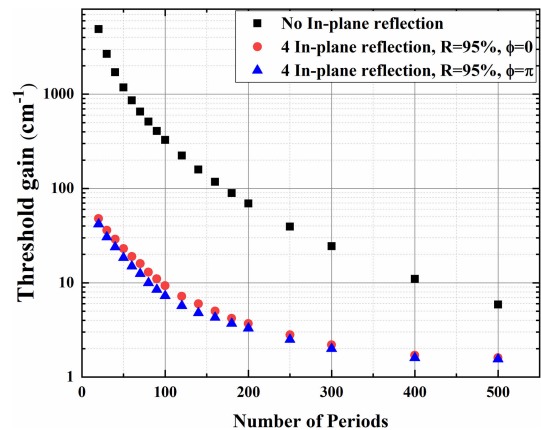 No In-plane reflection
4 In-plane reflection, R=95%, ϕ=0
4 In-plane reflection, R=95%, ϕ=π
Threshold gain (cm⁻¹)
1000
100
10
1
0
100
200
300
400
500
Number of Periods